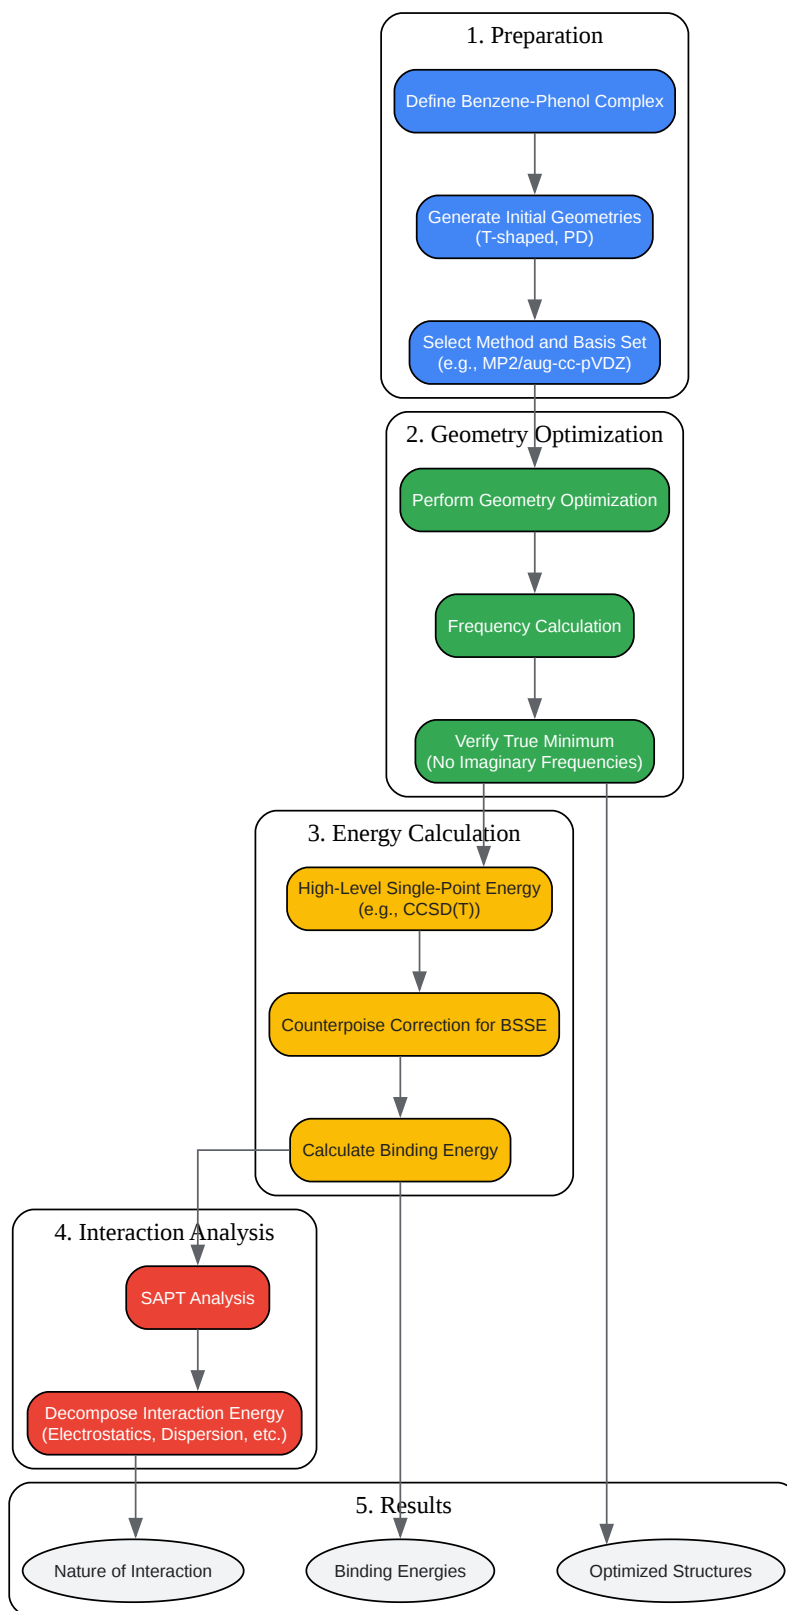 1. Preparation
Define Benzene-Phenol Complex
Generate Initial Geometries
(T-shaped, PD)
Select Method and Basis Set
(e.g., MP2/aug-cc-pVDZ)
2. Geometry Optimization
Perform Geometry Optimization
Frequency Calculation
Verify True Minimum
(No Imaginary Frequencies)
3. Energy Calculation
High-Level Single-Point Energy
(e.g., CCSD(T))
Counterpoise Correction for BSSE
Calculate Binding Energy
4. Interaction Analysis
SAPT Analysis
Decompose Interaction Energy
(Electrostatics, Dispersion, etc.)
5. Results
Nature of Interaction
Binding Energies
Optimized Structures